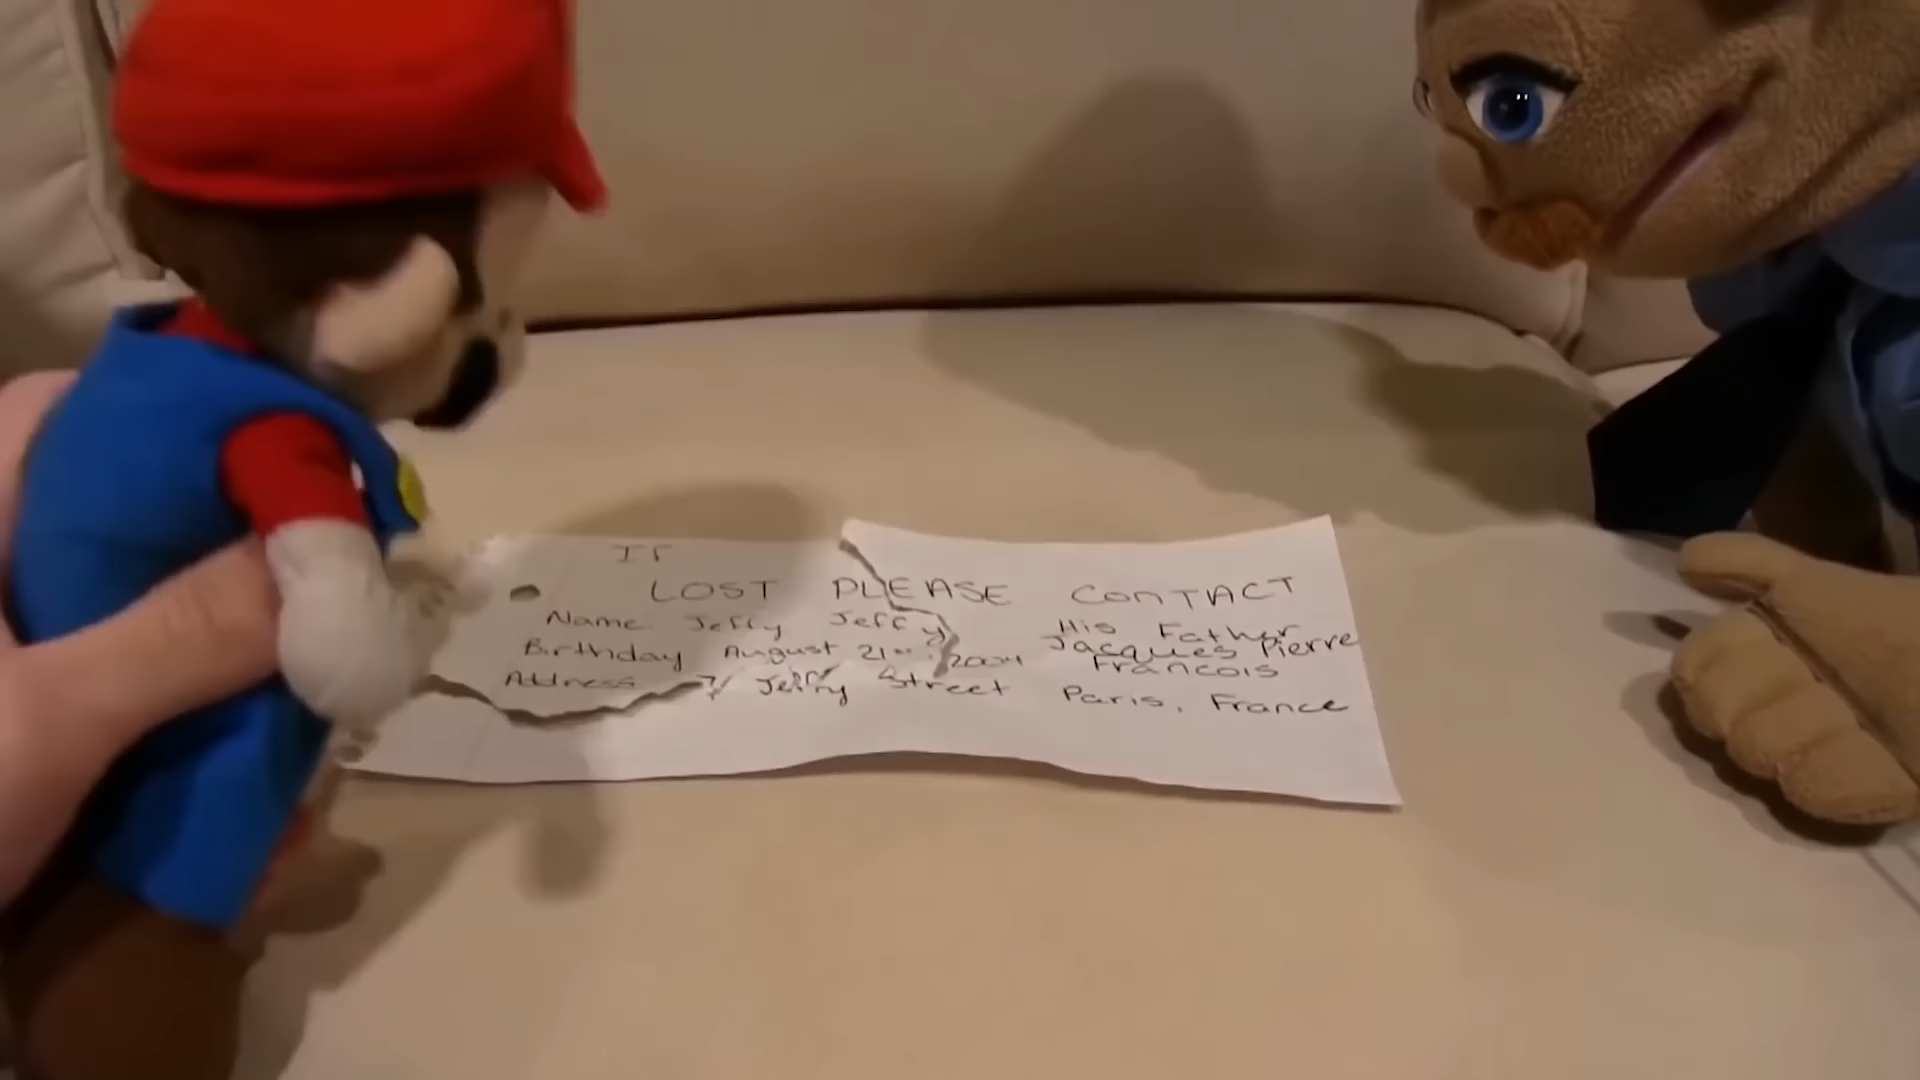 IF
LOST PLEASE CONTACT
Name Jeffy Jeffy
Birthday August 21st, 2004
Address 7 Jeffy Street
His Father
Jacques Pierre
Francois
Paris, France